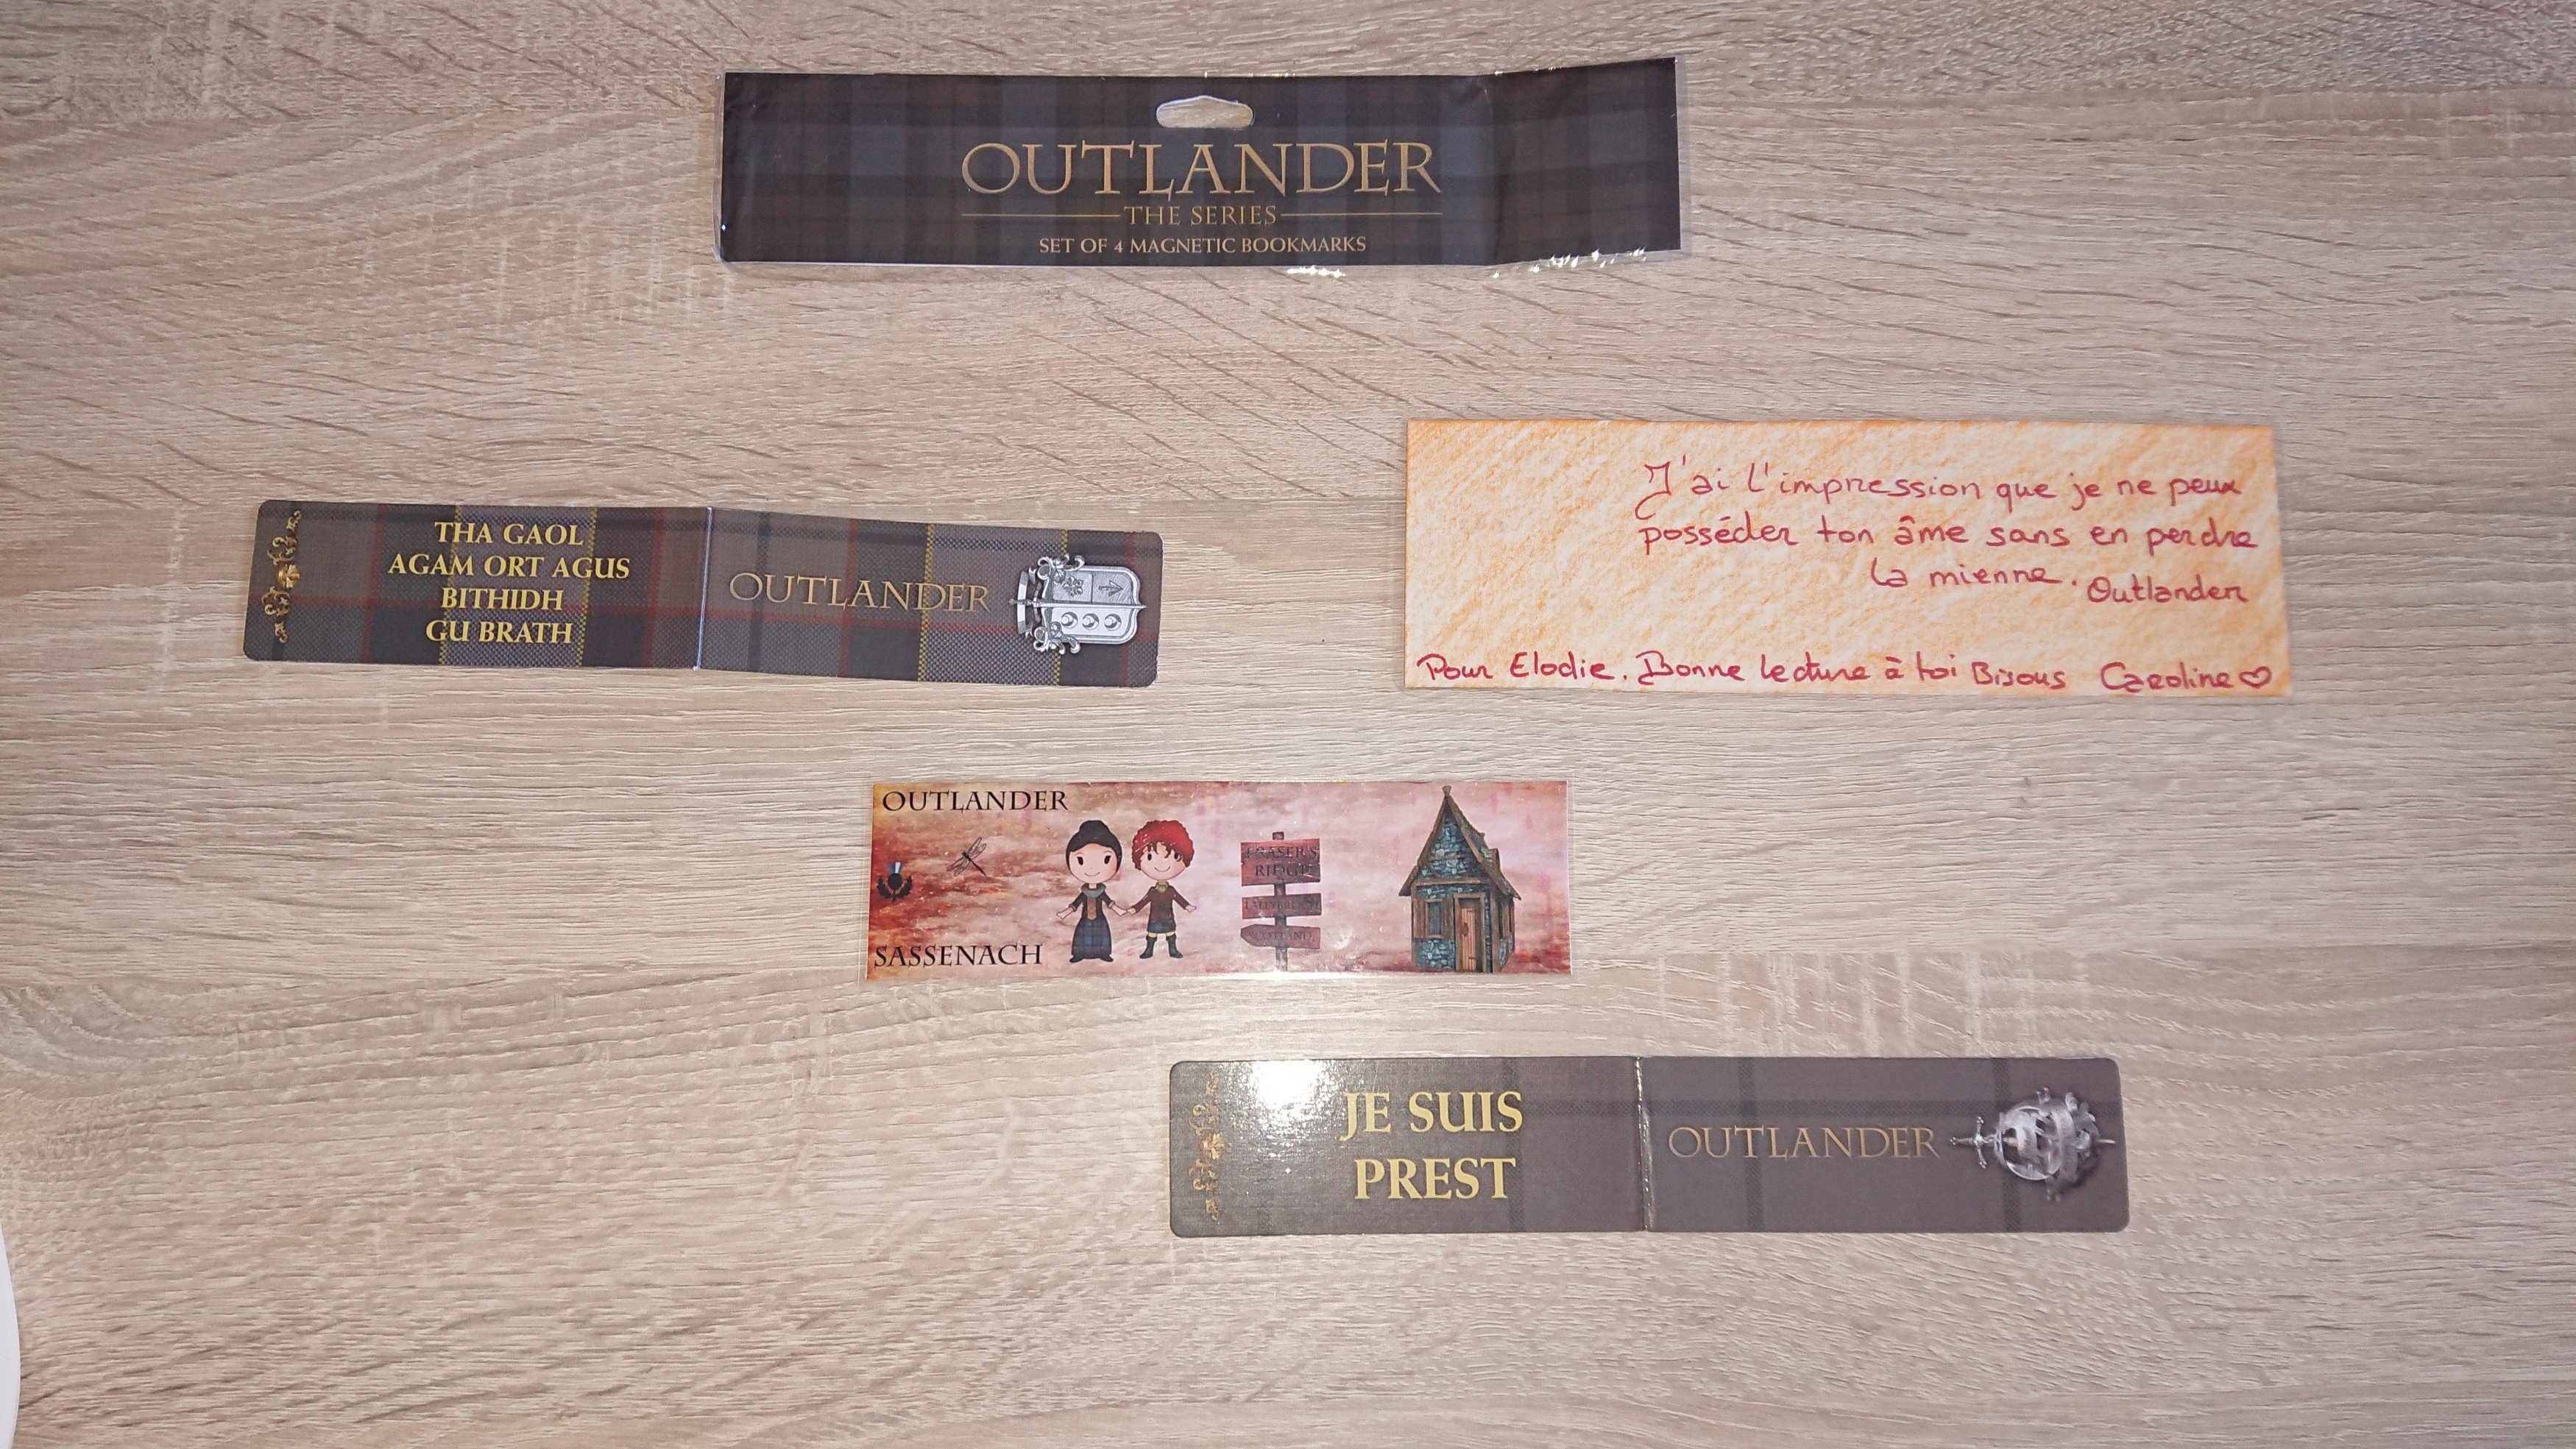 OUTLANDER
THE SERIES
SET OF 4 MAGNETIC BOOKMARKS
THA GAOL
AGAM ORT AGUS
BITHIDH
GU BRATH
OUTLANDER
J'ai l'impression que je ne peux
posséder ton âme sans en perdre
la mienne.
Outlander
Pour Elodie. Bonne lecture à toi Bisous Caroline
OUTLANDER
SASSENACH
FRASER'S
RIDGE
LALLYBROCH
SCOTLAND
JE SUIS
PREST
OUTLANDER